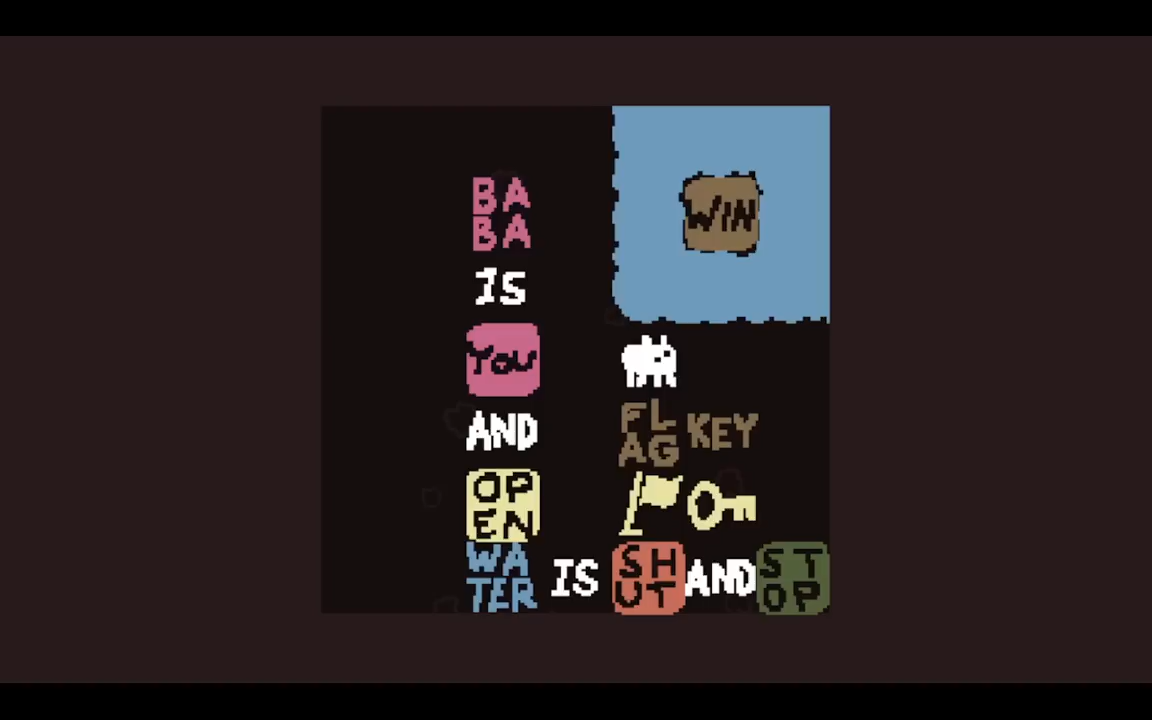 BABA WIN
IS
YOU
AND FLAG KEY
OPEN
WATER IS SHUT AND STOP